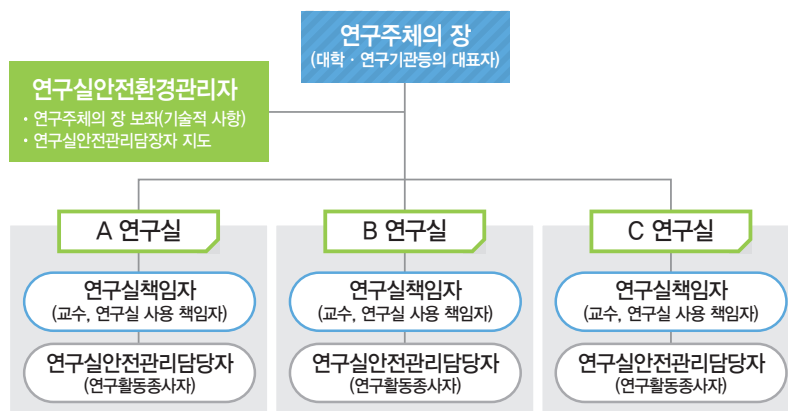 연구주체의 장
(대학 · 연구기관등의 대표자)
연구실안전환경관리자
• 연구주체의 장 보좌(기술적 사항)
• 연구실안전관리담장자 지도
A 연구실
연구실책임자
(교수, 연구실 사용 책임자)
연구실안전관리담당자
(연구활동종사자)
B 연구실
연구실책임자
(교수, 연구실 사용 책임자)
연구실안전관리담당자
(연구활동종사자)
C 연구실
연구실책임자
(교수, 연구실 사용 책임자)
연구실안전관리담당자
(연구활동종사자)